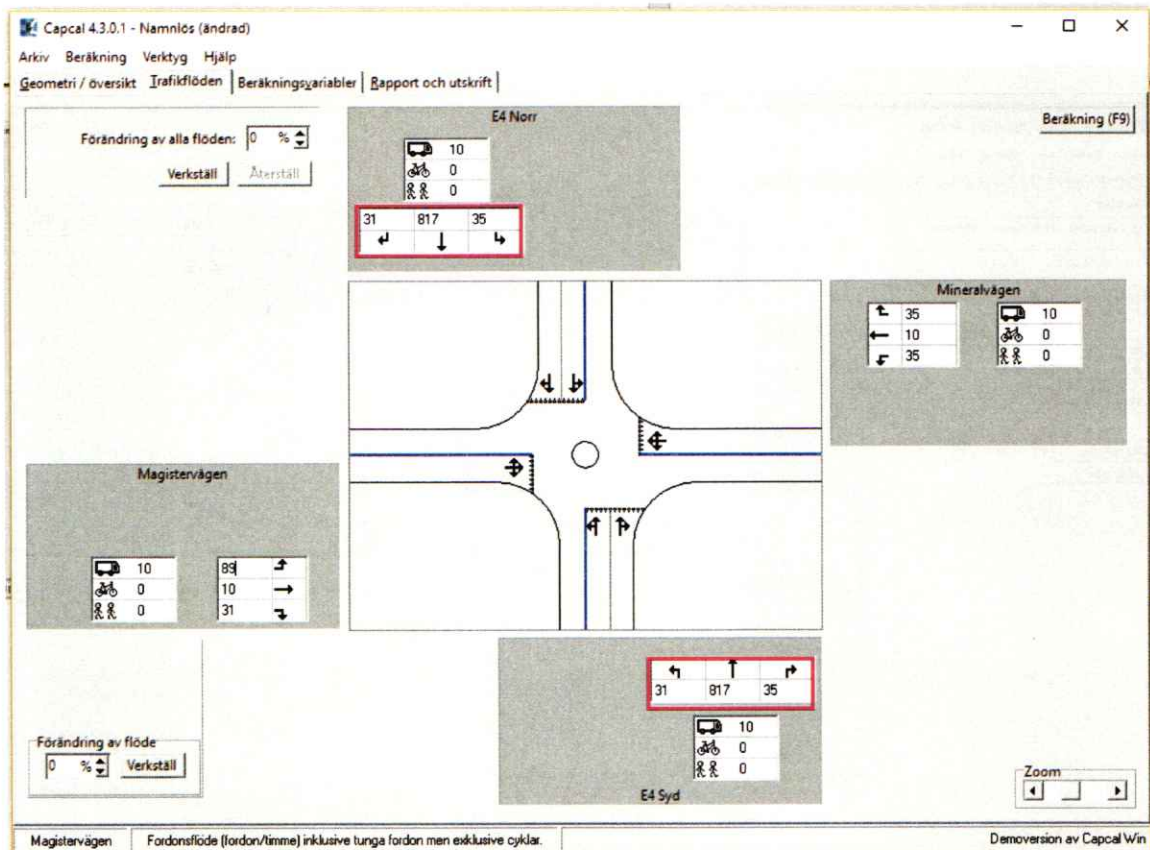 Capcal 4.3.0.1 - Namnlös (ändrad)
Arkiv Beräkning Verktyg Hjälp
Geometri / översikt Trafikflöden Beräkningsvariabler Rapport och utskrift
Förändring av alla flöden: 0 %
Verkställ Återställ
E4 Norr
10
0
0
31 817 35
Beräkning (F9)
Mineralvägen
35 10
10 0
35 0
Magistervägen
10 89
0 10
0 31
31 817 35
10
0
0
E4 Syd
Förändring av flöde
0 % Verkställ
Zoom
Magistervägen Fordonsflöde (fordon/timme) inklusive tunga fordon men exklusive cyklar. Demoversion av Capcal Win